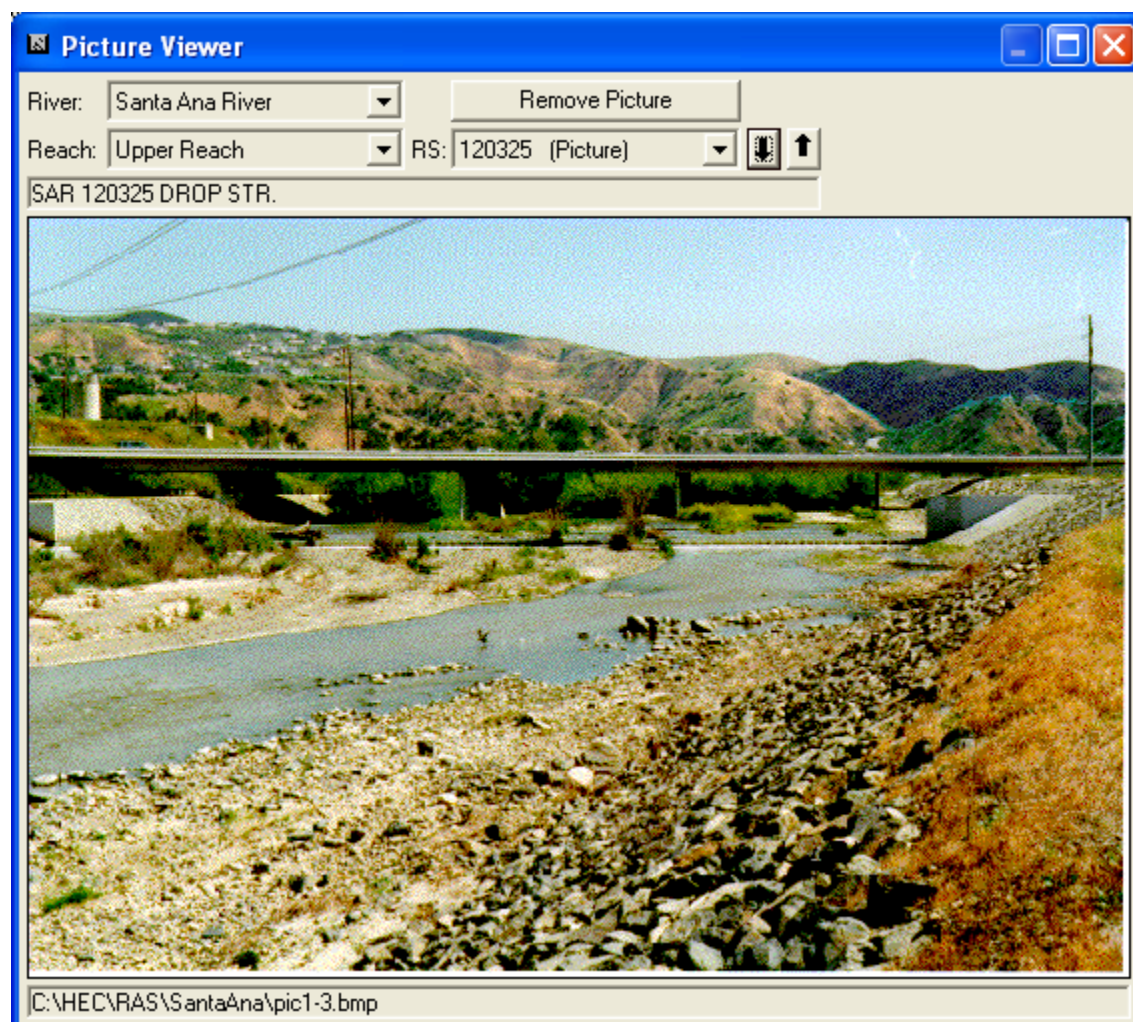 Picture Viewer
River: Santa Ana River Remove Picture
Reach: Upper Reach RS: 120325 (Picture)
SAR 120325 DROP STR.
C:\HEC\RAS\SantaAna\pic1-3.bmp